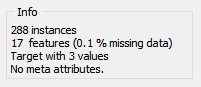 Info
288 instances
17 features (0.1 % missing data)
Target with 3 values
No meta attributes.